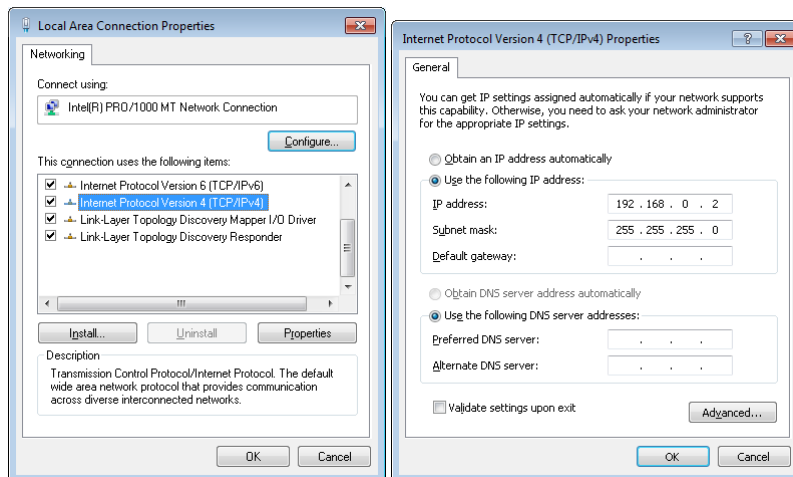 Local Area Connection Properties
Networking
Connect using:
Intel(R) PRO/1000 MT Network Connection
Configure...
This connection uses the following items:
Internet Protocol Version 6 (TCP/IPv6)
Internet Protocol Version 4 (TCP/IPv4)
Link-Layer Topology Discovery Mapper I/O Driver
Link-Layer Topology Discovery Responder
Install...
Uninstall
Properties
Description
Transmission Control Protocol/Internet Protocol. The default
wide area network protocol that provides communication
across diverse interconnected networks.
OK
Cancel
Internet Protocol Version 4 (TCP/IPv4) Properties
General
You can get IP settings assigned automatically if your network supports
this capability. Otherwise, you need to ask your network administrator
for the appropriate IP settings.
Obtain an IP address automatically
Use the following IP address:
IP address:
192 . 168 . 0 . 2
Subnet mask:
255 . 255 . 255 . 0
Default gateway:
. . .
Obtain DNS server address automatically
Use the following DNS server addresses:
Preferred DNS server:
. . .
Alternate DNS server:
. . .
Validate settings upon exit
Advanced...
OK
Cancel